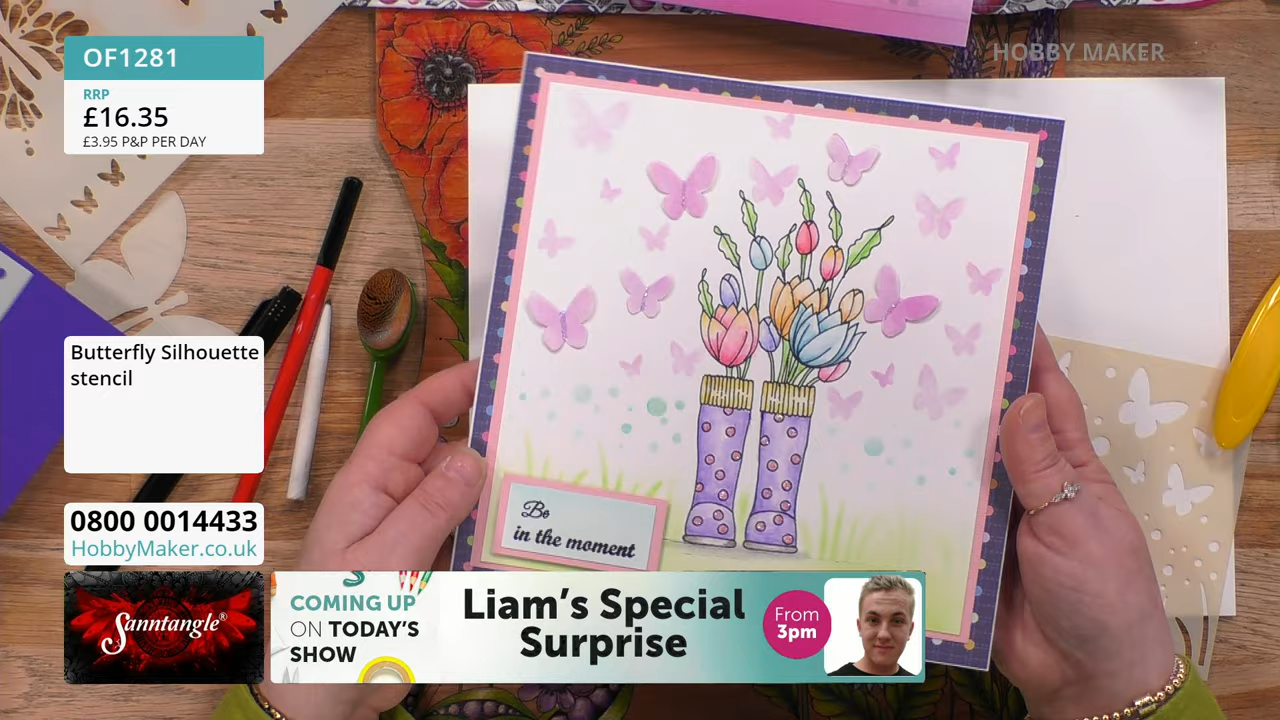 HOBBY MAKER
OF1281
RRP
£16.35
£3.95 P&P PER DAY
Butterfly Silhouette
stencil
Be
in the moment
0800 0014433
HobbyMaker.co.uk
Sanntangle®
COMING UP
ON TODAY'S
SHOW
Liam's Special
Surprise
From
3pm